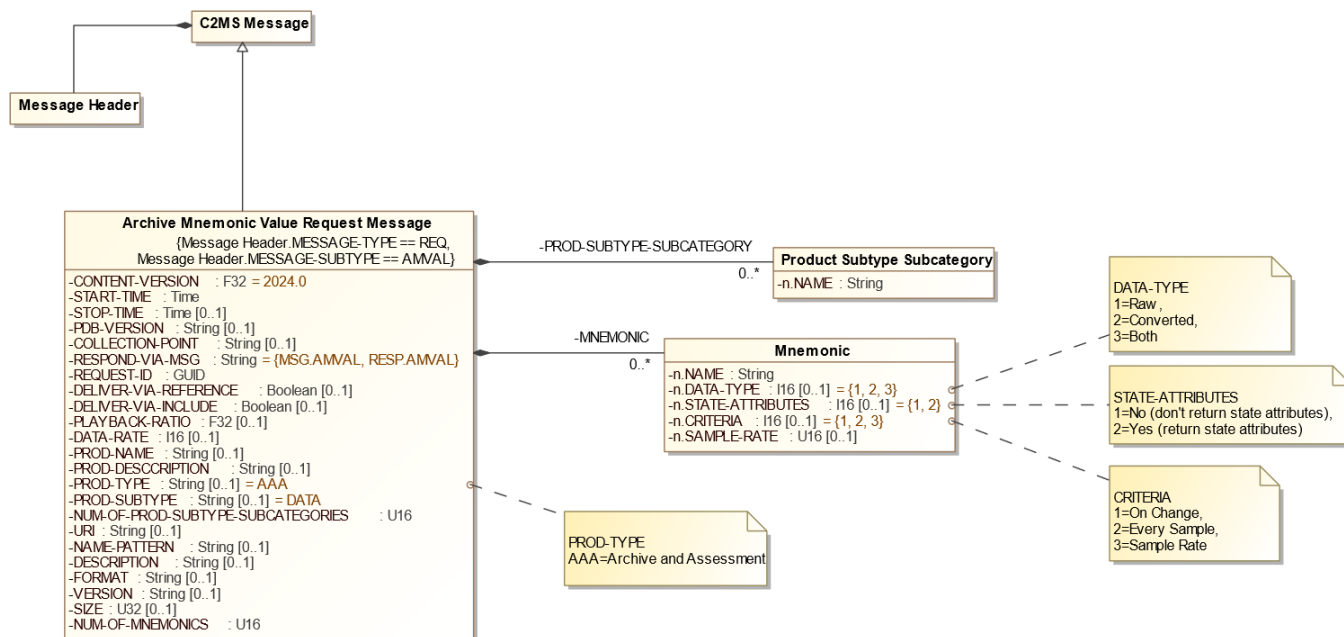 C2MS Message
Message Header
Archive Mnemonic Value Request Message
{Message Header.MESSAGE-TYPE == REQ,
Message Header.MESSAGE-SUBTYPE == AMVAL}
-CONTENT-VERSION : F32 = 2024.0
-START-TIME : Time
-STOP-TIME : Time [0..1]
-PDB-VERSION : String [0..1]
-COLLECTION-POINT : String [0..1]
-RESPOND-VIA-MSG : String = {MSG.AMVAL, RESP.AMVAL}
-REQUEST-ID : GUID
-DELIVER-VIA-REFERENCE : Boolean [0..1]
-DELIVER-VIA-INCLUDE : Boolean [0..1]
-PLAYBACK-RATIO : F32 [0..1]
-DATA-RATE : I16 [0..1]
-PROD-NAME : String [0..1]
-PROD-DESCCRIPTION : String [0..1]
-PROD-TYPE : String [0..1] = AAA
-PROD-SUBTYPE : String [0..1] = DATA
-NUM-OF-PROD-SUBTYPE-SUBCATEGORIES : U16
-URI : String [0..1]
-NAME-PATTERN : String [0..1]
-DESCRIPTION : String [0..1]
-FORMAT : String [0..1]
-VERSION : String [0..1]
-SIZE : U32 [0..1]
-NUM-OF-MNEMONICS : U16
-PROD-SUBTYPE-SUBCATEGORY
0..*
Product Subtype Subcategory
-n.NAME : String
-MNEMONIC
0..*
Mnemonic
-n.NAME : String
-n.DATA-TYPE : I16 [0..1] = {1, 2, 3}
-n.STATE-ATTRIBUTES : I16 [0..1] = {1, 2}
-n.CRITERIA : I16 [0..1] = {1, 2, 3}
-n.SAMPLE-RATE : U16 [0..1]
DATA-TYPE
1=Raw ,
2=Converted,
3=Both
STATE-ATTRIBUTES
1=No (don't return state attributes),
2=Yes (return state attributes)
CRITERIA
1=On Change,
2=Every Sample,
3=Sample Rate
PROD-TYPE
AAA=Archive and Assessment